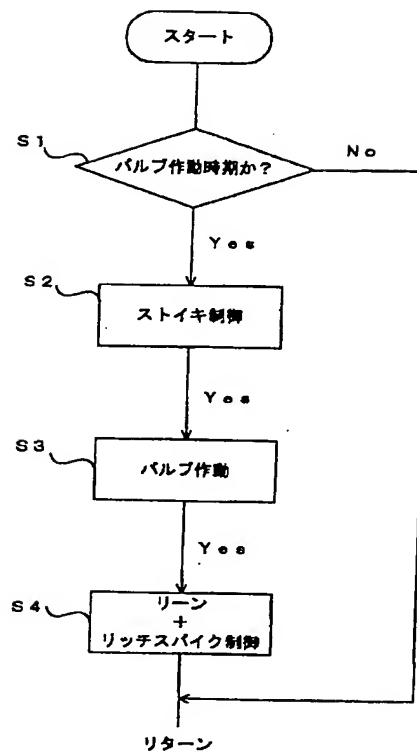 スタート
S1
バルブ作動時期か?
No
Yes
S2
ストイキ制御
Yes
S3
バルブ作動
Yes
S4
リーン
+
リッチスパイク制御
リターン